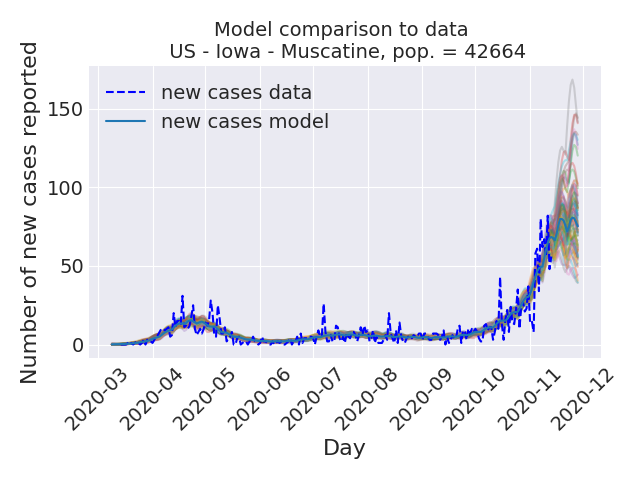 Model comparison to data
US - Iowa - Muscatine, pop. = 42664
Number of new cases reported
new cases data
new cases model
150
100
50
0
2020-03
2020-04
2020-05
2020-06
2020-07
2020-08
2020-09
2020-10
2020-11
2020-12
Day